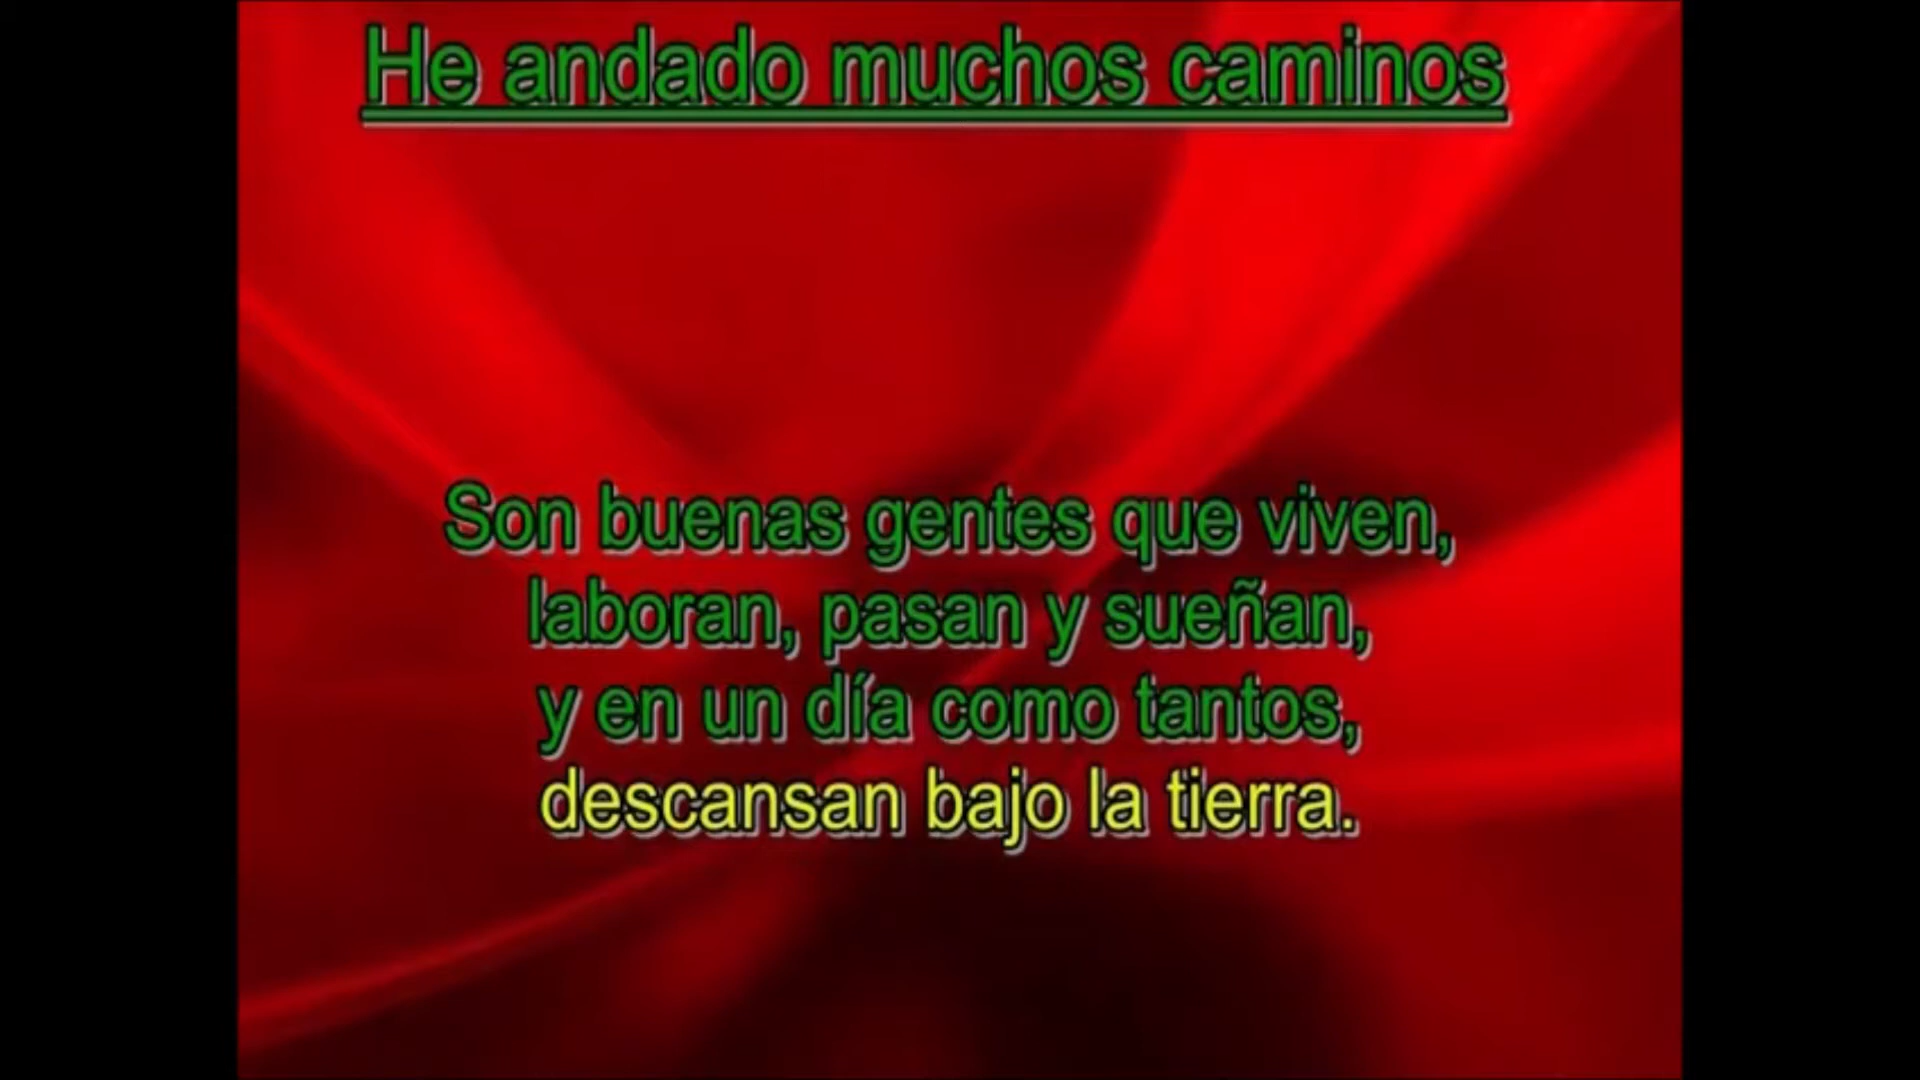 He andado muchos caminos
Son buenas gentes que viven,
laboran, pasan y sueñan,
y en un día como tantos,
descansan bajo la tierra.